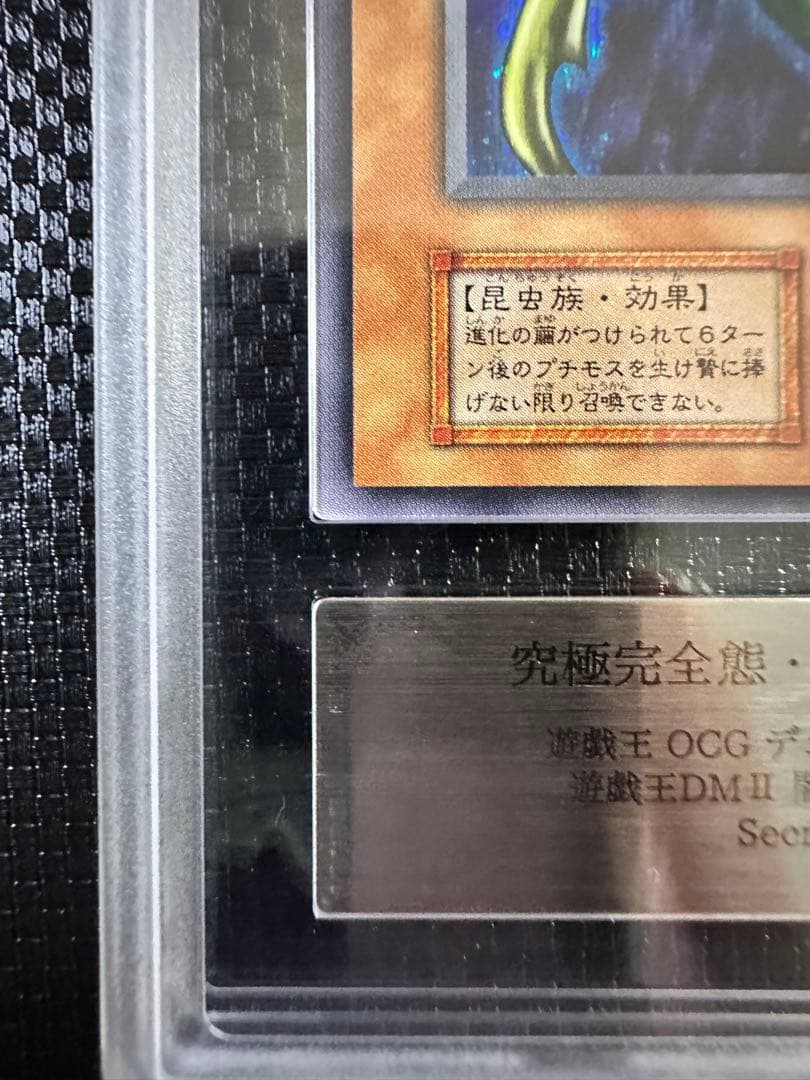 【昆虫族・効果】
進化の繭がつけられて6ター
ン後のプチモスを生け贄に捧
げない限り召喚できない。
究極完全態・
遊戯王 OCG デ
遊戯王DMⅡ 闇
Secr